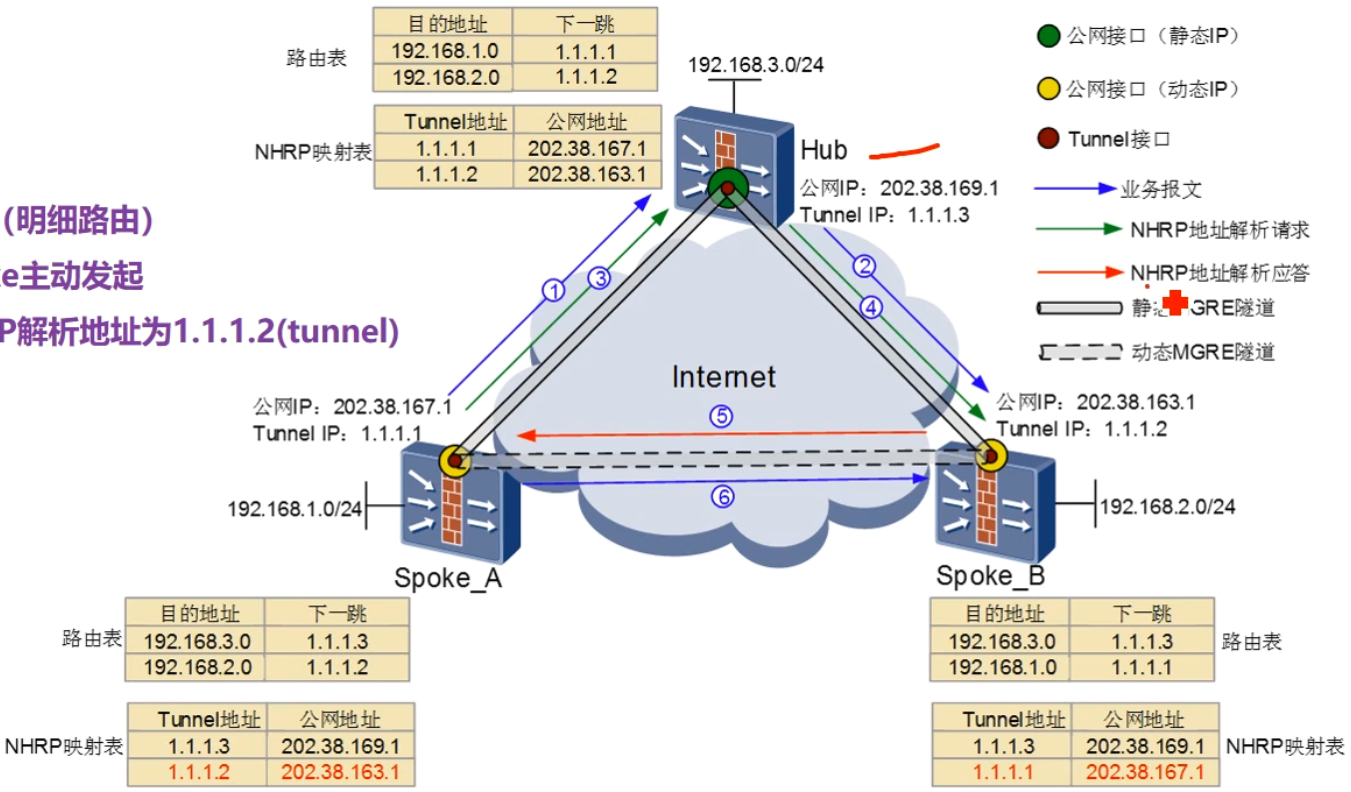 目的地址 下一跳
路由表
192.168.1.0 1.1.1.1
192.168.2.0 1.1.1.2
Tunnel地址 公网地址
NHRP映射表
1.1.1.1 202.38.167.1
1.1.1.2 202.38.163.1
192.168.3.0/24
Hub
公网IP：202.38.169.1
Tunnel IP：1.1.1.3
公网接口（静态IP）
公网接口（动态IP）
Tunnel接口
业务报文
NHRP地址解析请求
NHRP地址解析应答
GRE隧道
动态MGRE隧道
(明细路由)
主动发起
P解析地址为1.1.1.2(tunnel)
①
③
②
④
Internet
⑤
⑥
公网IP：202.38.167.1
Tunnel IP：1.1.1.1
公网IP：202.38.163.1
Tunnel IP：1.1.1.2
192.168.1.0/24
192.168.2.0/24
Spoke_A
Spoke_B
目的地址 下一跳
路由表
192.168.3.0 1.1.1.3
192.168.2.0 1.1.1.2
Tunnel地址 公网地址
NHRP映射表
1.1.1.3 202.38.169.1
1.1.1.2 202.38.163.1
目的地址 下一跳
192.168.3.0 1.1.1.3
路由表
192.168.1.0 1.1.1.1
Tunnel地址 公网地址
1.1.1.3 202.38.169.1
NHRP映射表
1.1.1.1 202.38.167.1